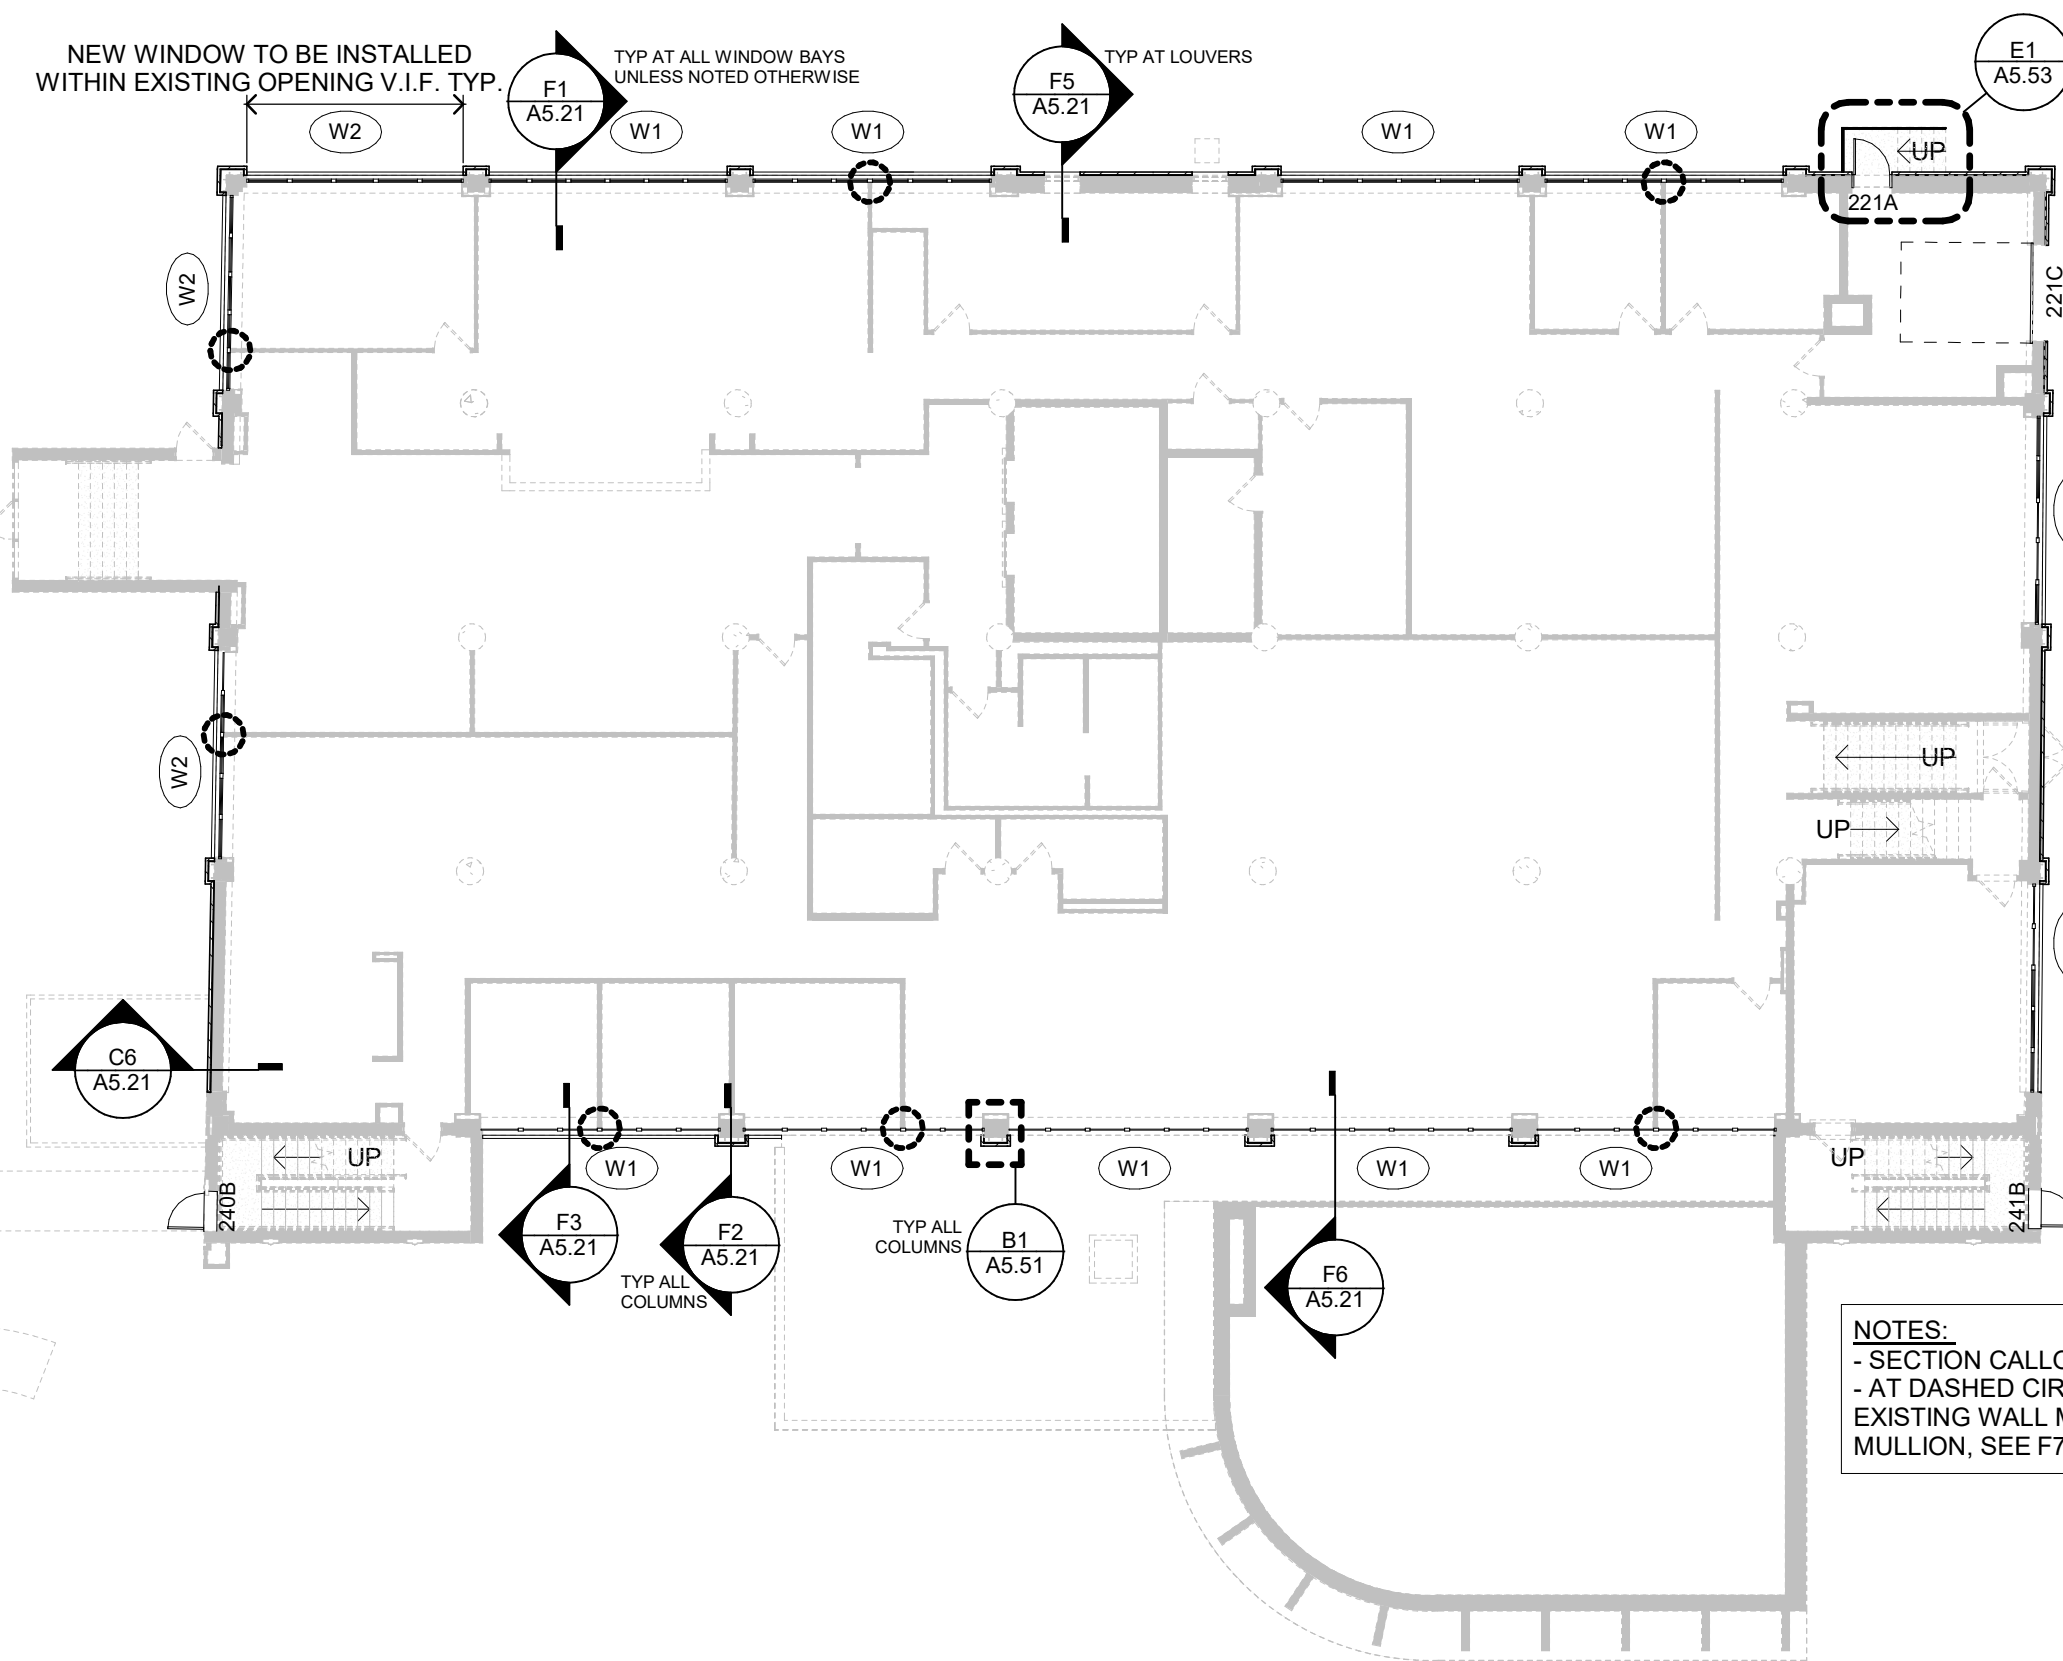 NEW WINDOW TO BE INSTALLED
WITHIN EXISTING OPENING V.I.F. TYP.
F1
A5.21
TYP AT ALL WINDOW BAYS
UNLESS NOTED OTHERWISE
F5
A5.21
TYP AT LOUVERS
E1
A5.53
W2
W1
W1
W1
W1
UP
221A
W2
221C
W2
UP
UP
C6
A5.21
UP
240B
W1
W1
W1
W1
W1
UP
241B
F3
A5.21
F2
A5.21
TYP ALL
COLUMNS
TYP ALL
COLUMNS
B1
A5.51
F6
A5.21
NOTES:
- SECTION CALLO
- AT DASHED CIR
EXISTING WALL M
MULLION, SEE F7